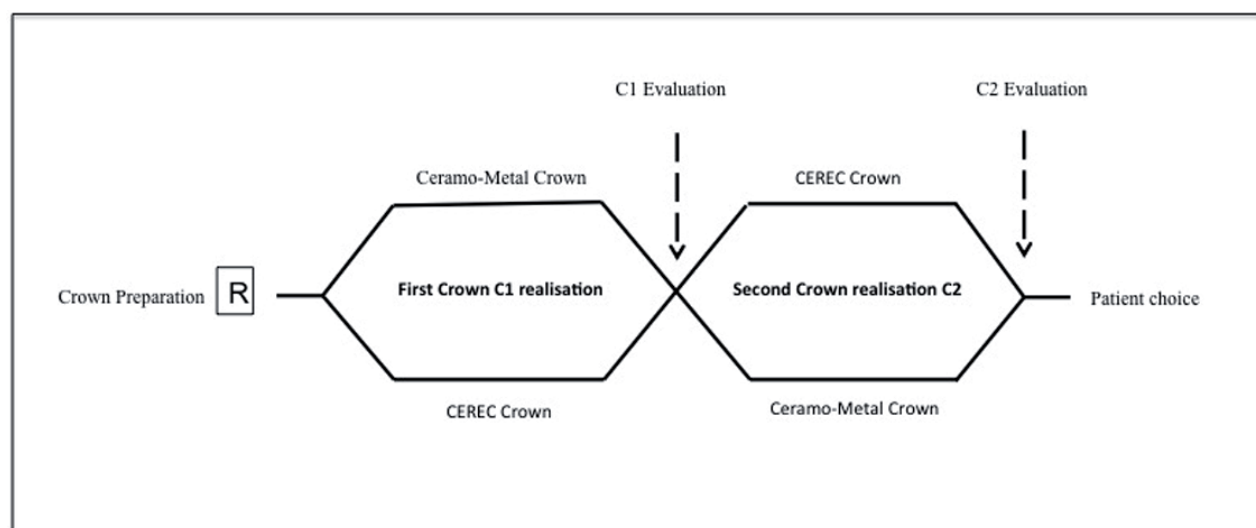 C1 Evaluation
C2 Evaluation
Ceramo-Metal Crown
CEREC Crown
Crown Preparation
R
First Crown C1 realisation
Second Crown realisation C2
Patient choice
CEREC Crown
Ceramo-Metal Crown